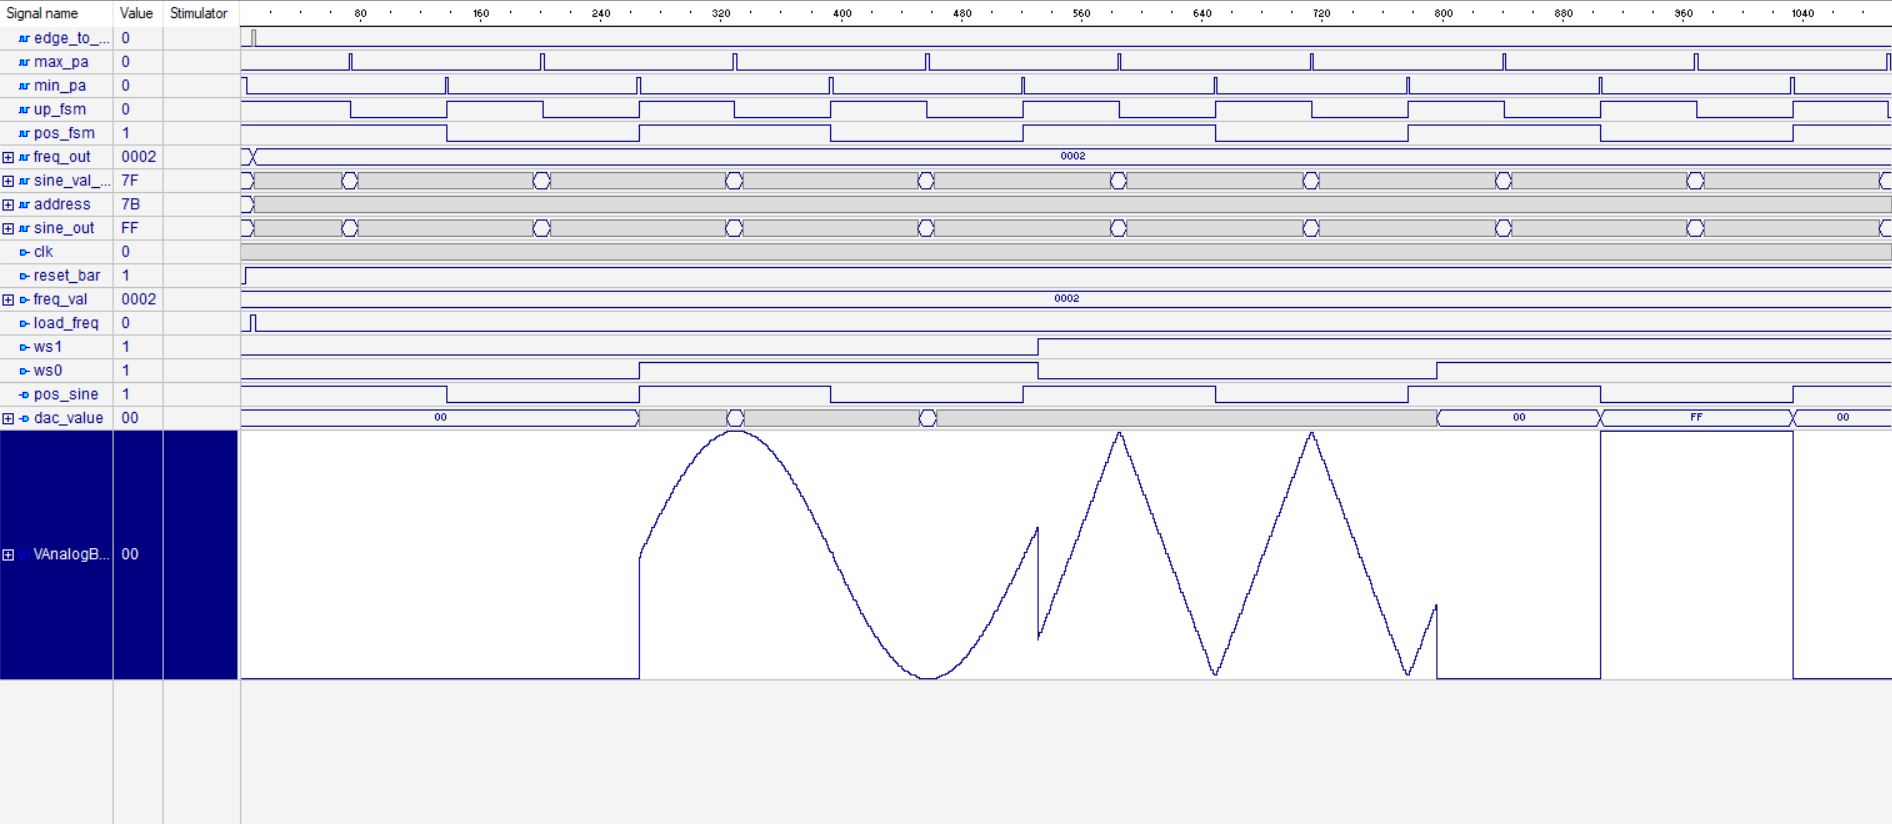 Signal name Value Stimulator 80 160 240 320 400 480 560 640 720 800 880 960 1040
edge_to_... 0
max_pa 0
min_pa 0
up_fsm 0
pos_fsm 1
freq_out 0002 0002
sine_val_... 7F
address 7B
sine_out FF
clk 0
reset_bar 1
freq_val 0002 0002
load_freq 0
ws1 1
ws0 1
pos_sine 1
dac_value 00 00 00 FF 00
VAnalogB... 00